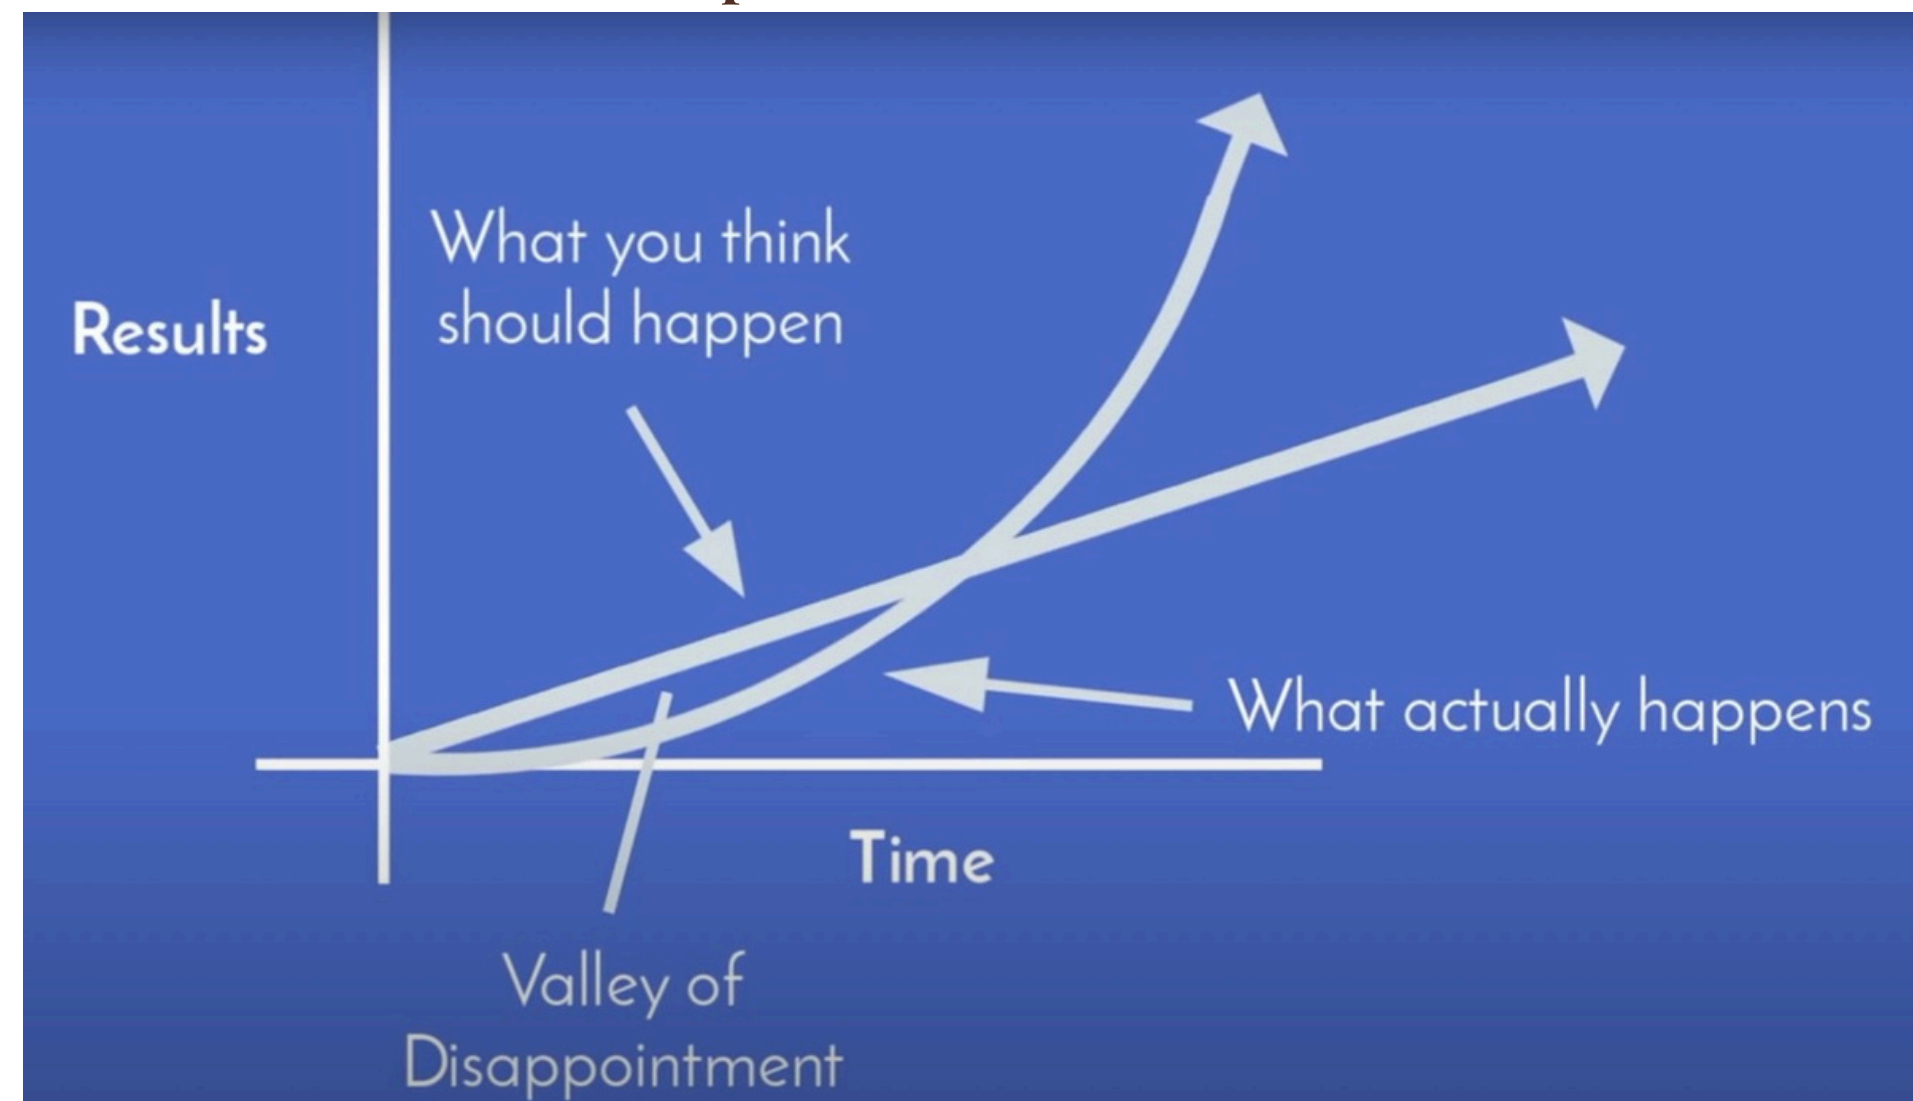 What you think
should happen
Results
What actually happens
Time
Valley of
Disappointment